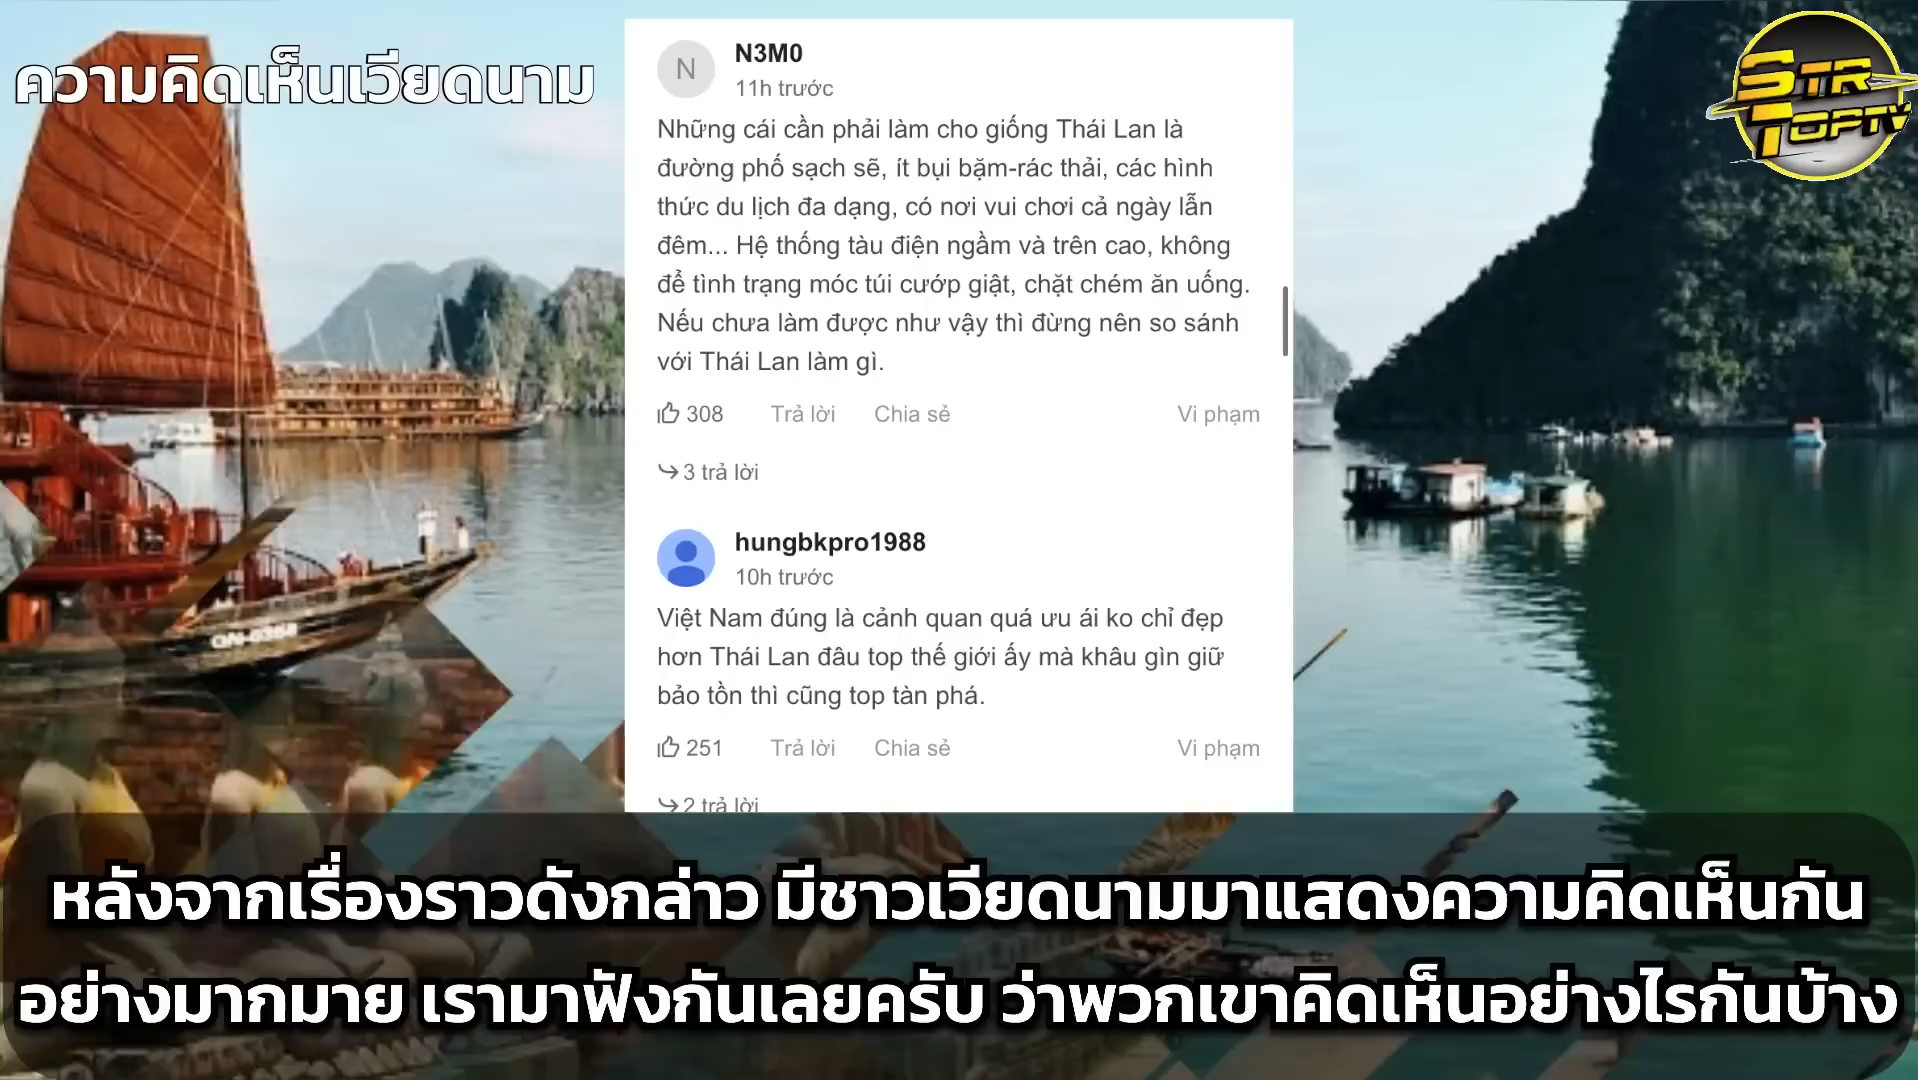 ความคิดเห็นเวียดนาม
STR
TOPTV
N
N3M0
11h trước
Những cái cần phải làm cho giống Thái Lan là
đường phố sạch sẽ, ít bụi bặm-rác thải, các hình
thức du lịch đa dạng, có nơi vui chơi cả ngày lẫn
đêm... Hệ thống tàu điện ngầm và trên cao, không
để tình trạng móc túi cướp giật, chặt chém ăn uống.
Nếu chưa làm được như vậy thì đừng nên so sánh
với Thái Lan làm gì.
308 Trả lời Chia sẻ Vi phạm
3 trả lời
hungbkpro1988
10h trước
Việt Nam đúng là cảnh quan quá ưu ái ko chỉ đẹp
hơn Thái Lan đâu top thế giới ấy mà khâu gìn giữ
bảo tồn thì cũng top tàn phá.
251 Trả lời Chia sẻ Vi phạm
2 trả lời
QN-6368
หลังจากเรื่องราวดังกล่าว มีชาวเวียดนามมาแสดงความคิดเห็นกัน
อย่างมากมาย เรามาฟังกันเลยครับ ว่าพวกเขาคิดเห็นอย่างไรกันบ้าง